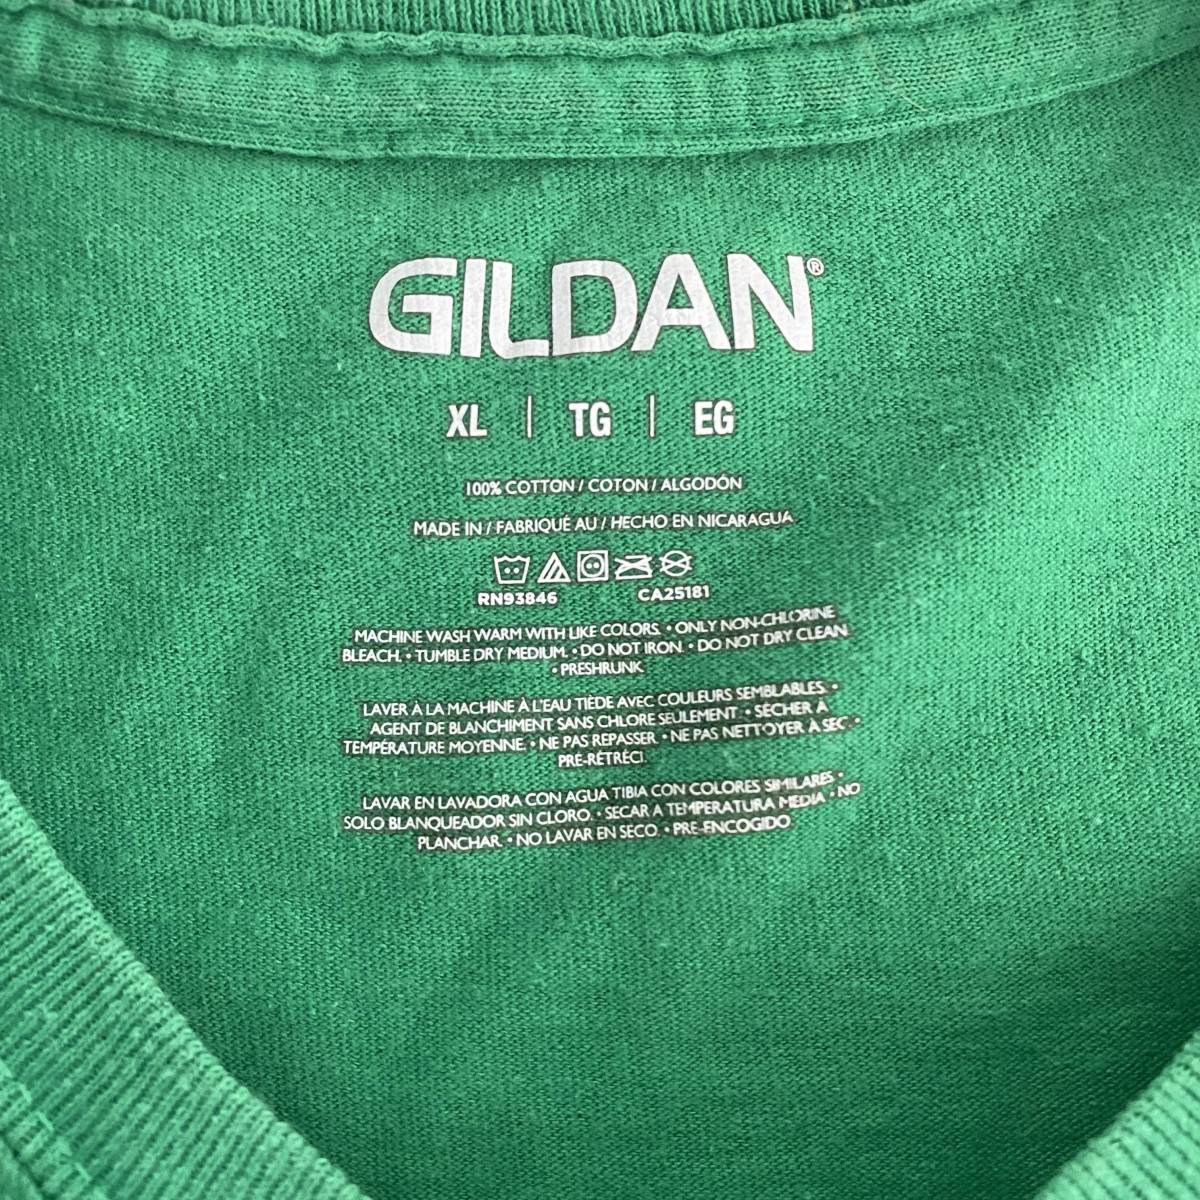 GILDAN®
XL | TG | EG
100% COTTON / COTON / ALGODÓN
MADE IN / FABRIQUÉ AU / HECHO EN NICARAGUA
RN93846 CA25181
MACHINE WASH WARM WITH LIKE COLORS. • ONLY NON-CHLORINE
BLEACH. • TUMBLE DRY MEDIUM. • DO NOT IRON. • DO NOT DRY CLEAN.
• PRESHRUNK.
LAVER À LA MACHINE À L'EAU TIÈDE AVEC COULEURS SEMBLABLES. •
AGENT DE BLANCHIMENT SANS CHLORE SEULEMENT. • SÉCHER À
TEMPÉRATURE MOYENNE. • NE PAS REPASSER. • NE PAS NETTOYER À SEC. •
PRÉ-RÉTRÉCI.
LAVAR EN LAVADORA CON AGUA TIBIA CON COLORES SIMILARES. •
SOLO BLANQUEADOR SIN CLORO. • SECAR A TEMPERATURA MEDIA. • NO
PLANCHAR. • NO LAVAR EN SECO. • PRE-ENCOGIDO.